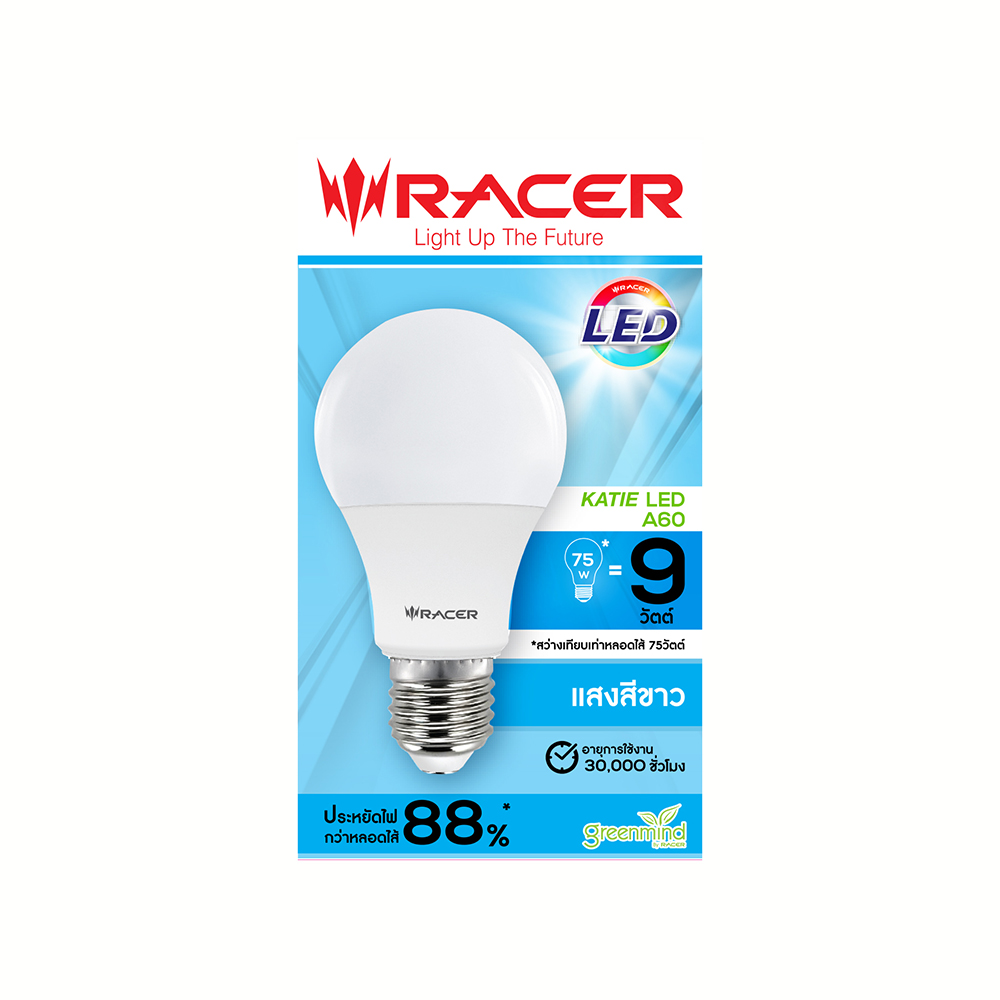 RACER
Light Up The Future
RACER
LED
KATIE LED
A60
75
W
*
=
9
วัตต์
*สว่างเทียบเท่าหลอดไส้ 75วัตต์
RACER
แสงสีขาว
อายุการใช้งาน
30,000 ชั่วโมง
ประหยัดไฟ
กว่าหลอดไส้
88%*
greenmind
by RACER